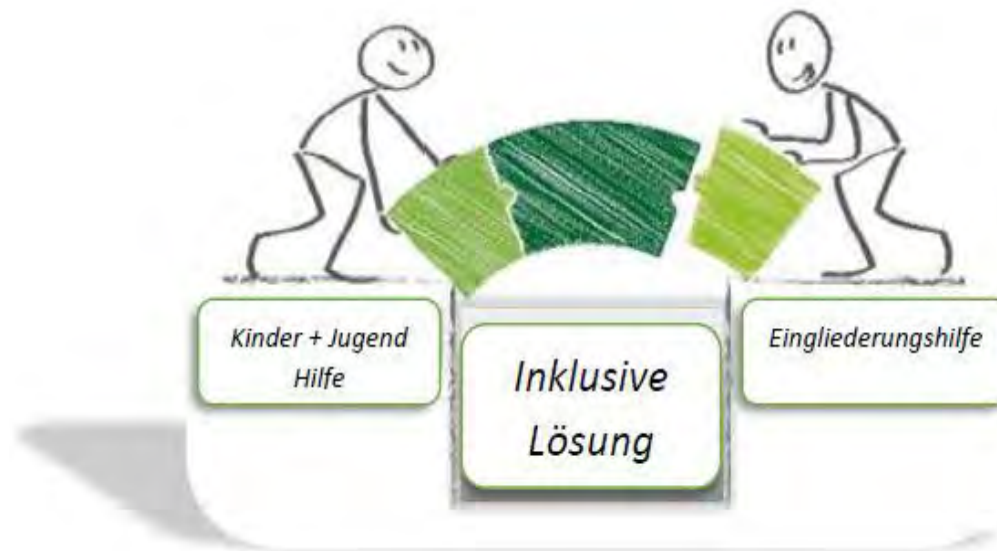 Kinder + Jugend
Hilfe
Inklusive
Lösung
Eingliederungshilfe